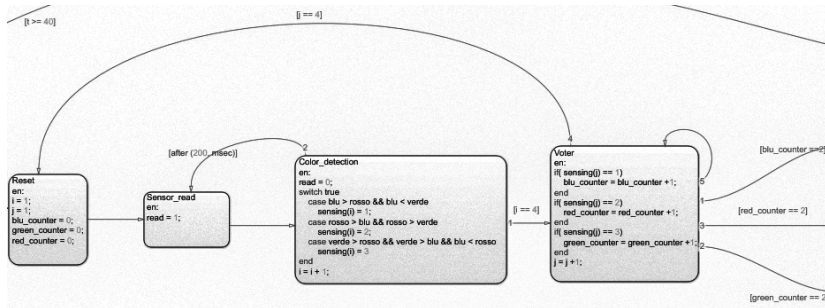 [t >= 40]
[j == 4]
[after (200, msec)]
2
4
Reset
en:
i = 1;
j = 1;
blu_counter = 0;
green_counter = 0;
red_counter = 0;
Sensor_read
en:
read = 1;
Color_detection
en:
read = 0;
switch true
case blu > rosso && blu < verde
sensing(i) = 1;
case rosso > blu && rosso > verde
sensing(i) = 2;
case verde > rosso && verde > blu && blu < rosso
sensing(i) = 3
end
i = i + 1;
1
[i == 4]
Voter
en:
if( sensing(j) == 1)
blu_counter = blu_counter +1;
end
if( sensing(j) == 2)
red_counter = red_counter +1;
end
if( sensing(j) == 3)
green_counter = green_counter +1;
end
j = j +1;
5
1
3
2
[blu_counter ==2]
[red_counter == 2]
[green_counter == 2